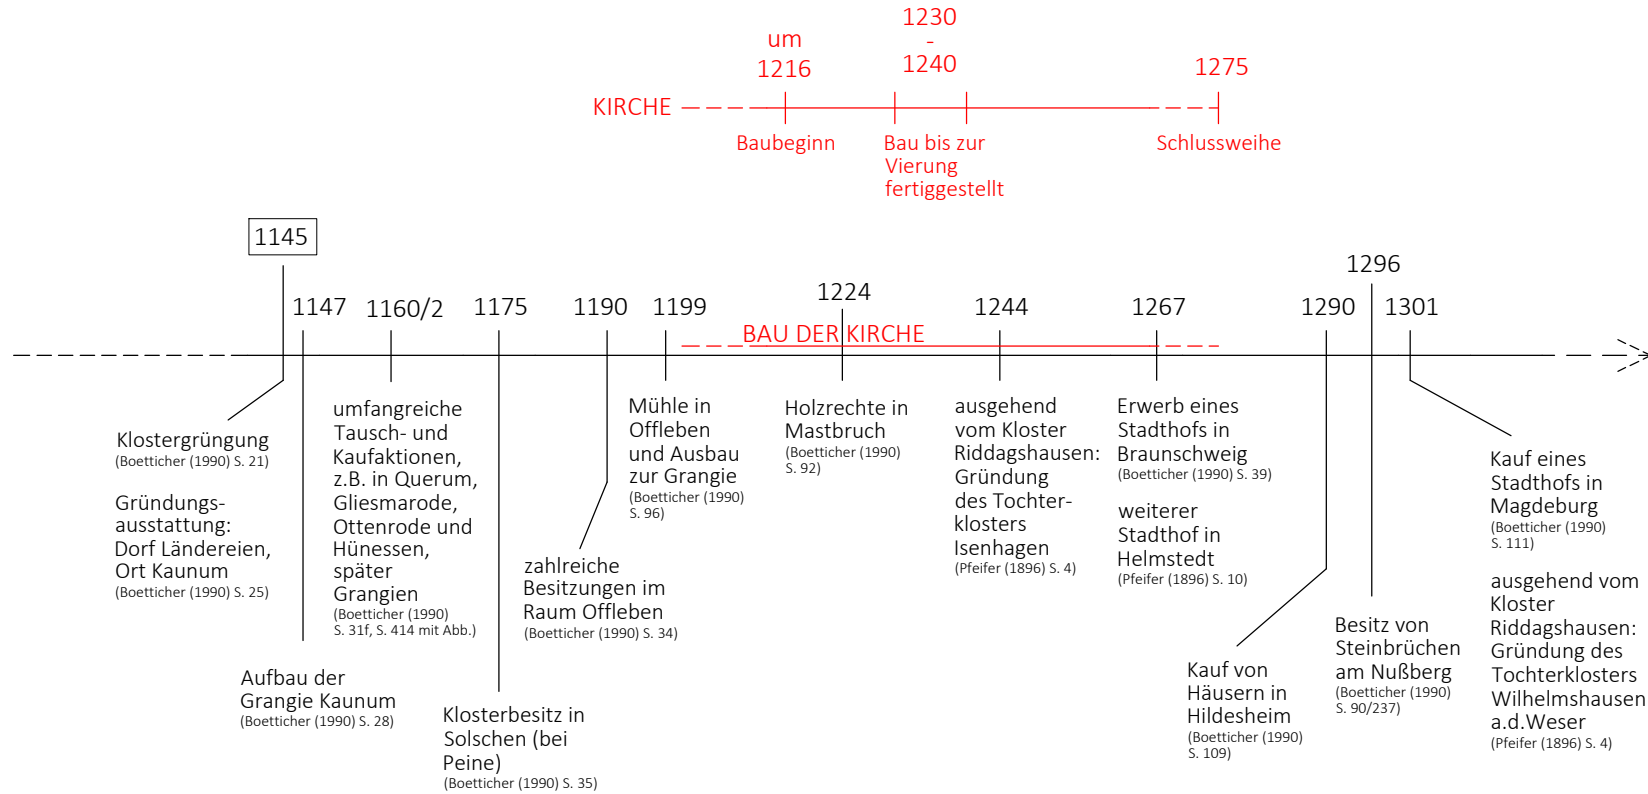 1230
-
1240
um
1216
1275
KIRCHE
Baubeginn
Bau bis zur
Vierung
fertiggestellt
Schlussweihe
1145
1147
1160/2
1175
1190
1199
1224
1244
1267
1290
1296
1301
BAU DER KIRCHE
Klostergrüngung
(Boetticher (1990) S. 21)
Gründungs-
ausstattung:
Dorf Ländereien,
Ort Kaunum
(Boetticher (1990) S. 25)
Aufbau der
Grangie Kaunum
(Boetticher (1990) S. 28)
umfangreiche
Tausch- und
Kaufaktionen,
z.B. in Querum,
Gliesmarode,
Ottenrode und
Hünessen,
später
Grangien
(Boetticher (1990)
S. 31f, S. 414 mit Abb.)
Klosterbesitz in
Solschen (bei
Peine)
(Boetticher (1990) S. 35)
zahlreiche
Besitzungen im
Raum Offleben
(Boetticher (1990) S. 34)
Mühle in
Offleben
und Ausbau
zur Grangie
(Boetticher (1990)
S. 96)
Holzrechte in
Mastbruch
(Boetticher (1990)
S. 92)
ausgehend
vom Kloster
Riddagshausen:
Gründung
des Tochter-
klosters
Isenhagen
(Pfeifer (1896) S. 4)
Erwerb eines
Stadthofs in
Braunschweig
(Boetticher (1990) S. 39)
weiterer
Stadthof in
Helmstedt
(Pfeifer (1896) S. 10)
Kauf von
Häusern in
Hildesheim
(Boetticher (1990)
S. 109)
Besitz von
Steinbrüchen
am Nußberg
(Boetticher (1990)
S. 90/237)
Kauf eines
Stadthofs in
Magdeburg
(Boetticher (1990)
S. 111)
ausgehend vom
Kloster
Riddagshausen:
Gründung des
Tochterklosters
Wilhelmshausen
a.d.Weser
(Pfeifer (1896) S. 4)